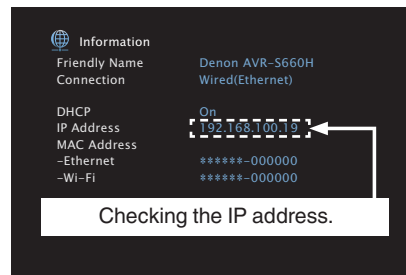 Information
Friendly Name Denon AVR-S660H
Connection Wired(Ethernet)
DHCP On
IP Address 192.168.100.19
MAC Address
-Ethernet ******-000000
-Wi-Fi ******-000000
Checking the IP address.